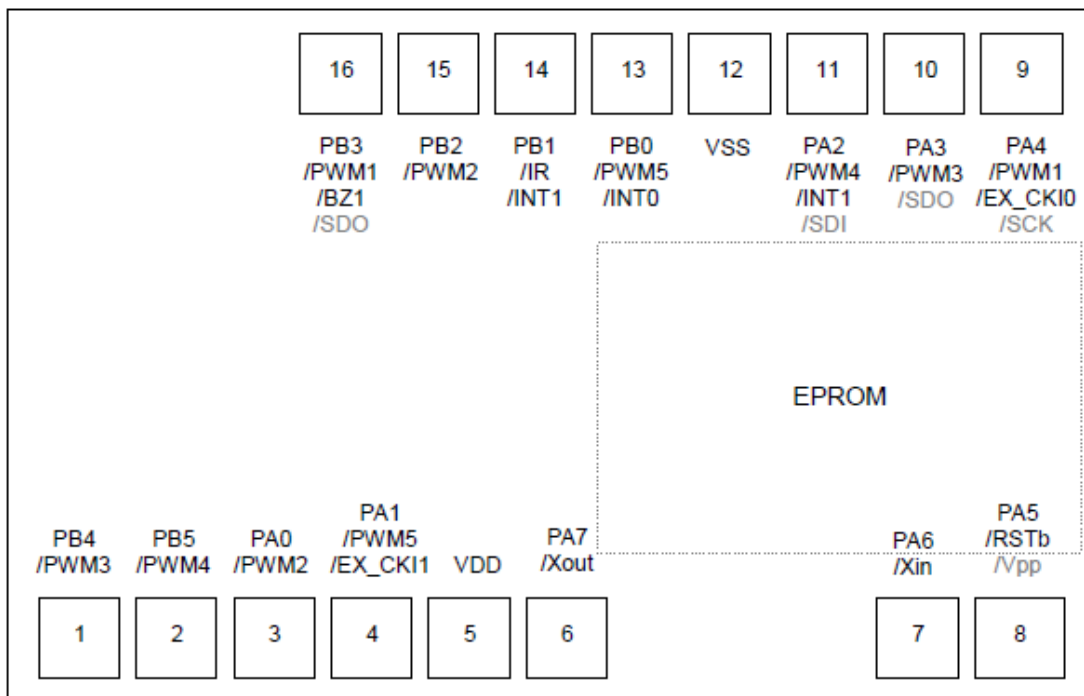 16 15 14 13 12 11 10 9
PB3
/PWM1
/BZ1
/SDO
PB2
/PWM2
PB1
/IR
/INT1
PB0
/PWM5
/INT0
VSS
PA2
/PWM4
/INT1
/SDI
PA3
/PWM3
/SDO
PA4
/PWM1
/EX_CKI0
/SCK
EPROM
PB4
/PWM3
PB5
/PWM4
PA0
/PWM2
PA1
/PWM5
/EX_CKI1
VDD
PA7
/Xout
PA6
/Xin
PA5
/RSTb
/Vpp
1 2 3 4 5 6 7 8